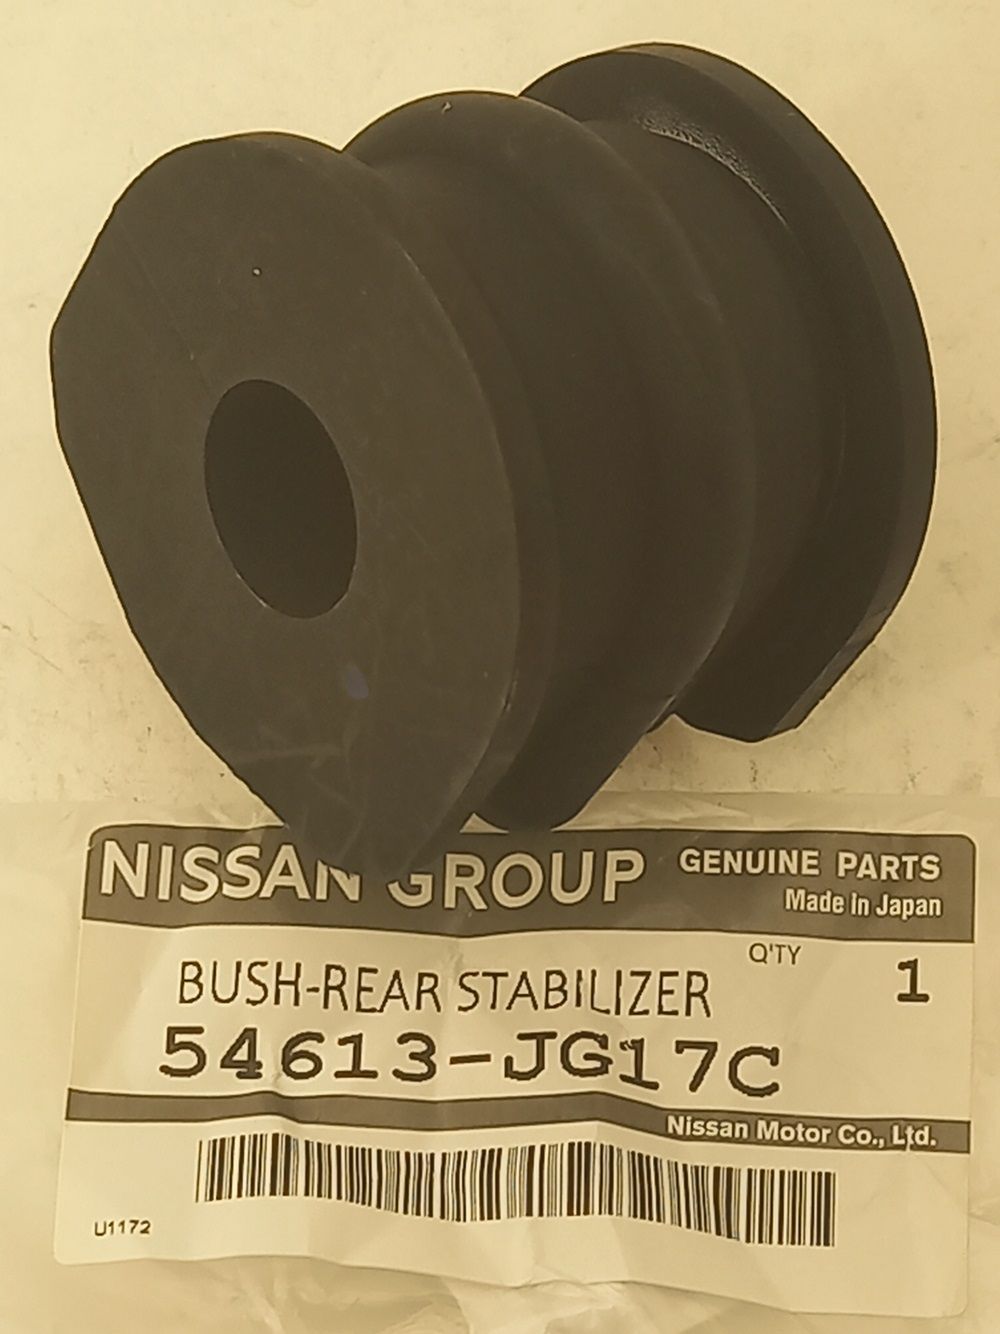 NISSAN GROUP
GENUINE PARTS
Made in Japan
Q'TY
BUSH-REAR STABILIZER 1
54613-JG17C
Nissan Motor Co., Ltd.
U1172